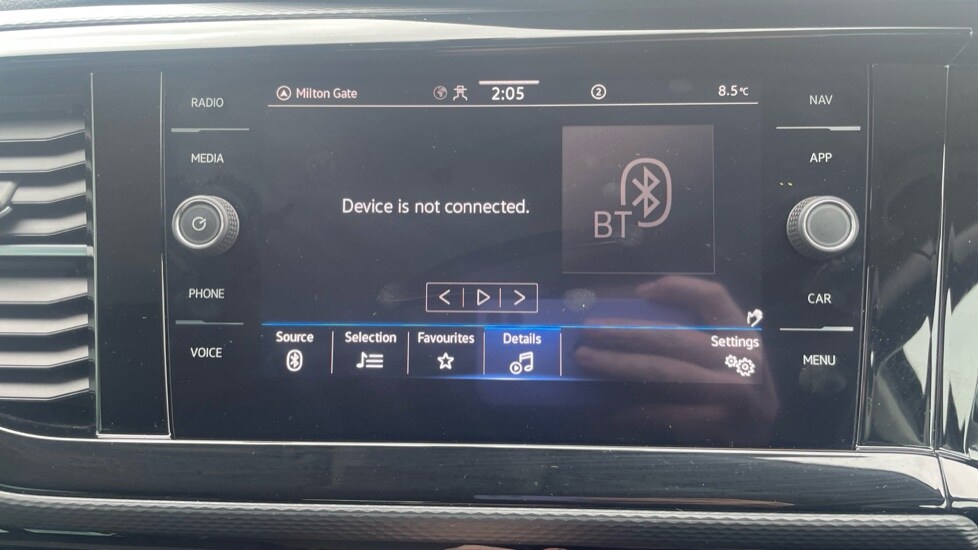 RADIO
MEDIA
PHONE
VOICE
Milton Gate
2:05
2
8.5°C
Device is not connected.
BT
Source
Selection
Favourites
Details
Settings
NAV
APP
CAR
MENU